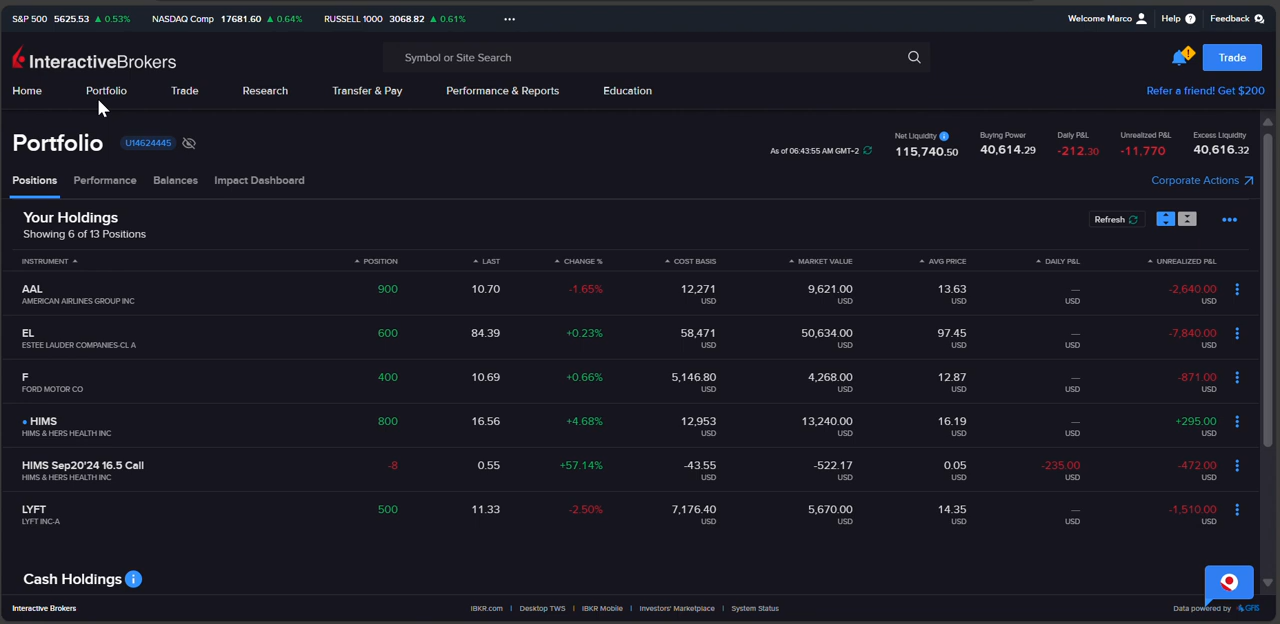 S&P 500 5625.53 ▲ 0.53% NASDAQ Comp 17681.60 ▲ 0.64% RUSSELL 1000 3068.82 ▲ 0.61% ••• Welcome Marco Help ? Feedback
InteractiveBrokers Symbol or Site Search ! Trade
Home Portfolio Trade Research Transfer & Pay Performance & Reports Education Refer a friend! Get $200
Portfolio U14624445
As of 06:43:55 AM GMT-2
Net Liquidity i Buying Power Daily P&L Unrealized P&L Excess Liquidity
115,740.50 40,614.29 -212.30 -11,770 40,616.32
Positions Performance Balances Impact Dashboard Corporate Actions
Your Holdings Refresh •••
Showing 6 of 13 Positions
INSTRUMENT POSITION LAST CHANGE % COST BASIS MARKET VALUE AVG PRICE DAILY P&L UNREALIZED P&L
AAL 900 10.70 -1.65% 12,271 9,621.00 13.63 — -2,640.00
AMERICAN AIRLINES GROUP INC USD USD USD USD USD
EL 600 84.39 +0.23% 58,471 50,634.00 97.45 — -7,840.00
ESTEE LAUDER COMPANIES-CL A USD USD USD USD USD
F 400 10.69 +0.66% 5,146.80 4,268.00 12.87 — -871.00
FORD MOTOR CO USD USD USD USD USD
HIMS 800 16.56 +4.68% 12,953 13,240.00 16.19 — +295.00
HIMS & HERS HEALTH INC USD USD USD USD USD
HIMS Sep20'24 16.5 Call -8 0.55 +57.14% -43.55 -522.17 0.05 -235.00 -472.00
HIMS & HERS HEALTH INC USD USD USD USD USD
LYFT 500 11.33 -2.50% 7,176.40 5,670.00 14.35 — -1,510.00
LYFT INC-A USD USD USD USD USD
Cash Holdings i
Interactive Brokers IBKR.com | Desktop TWS | IBKR Mobile | Investors' Marketplace | System Status Data powered by GFIS